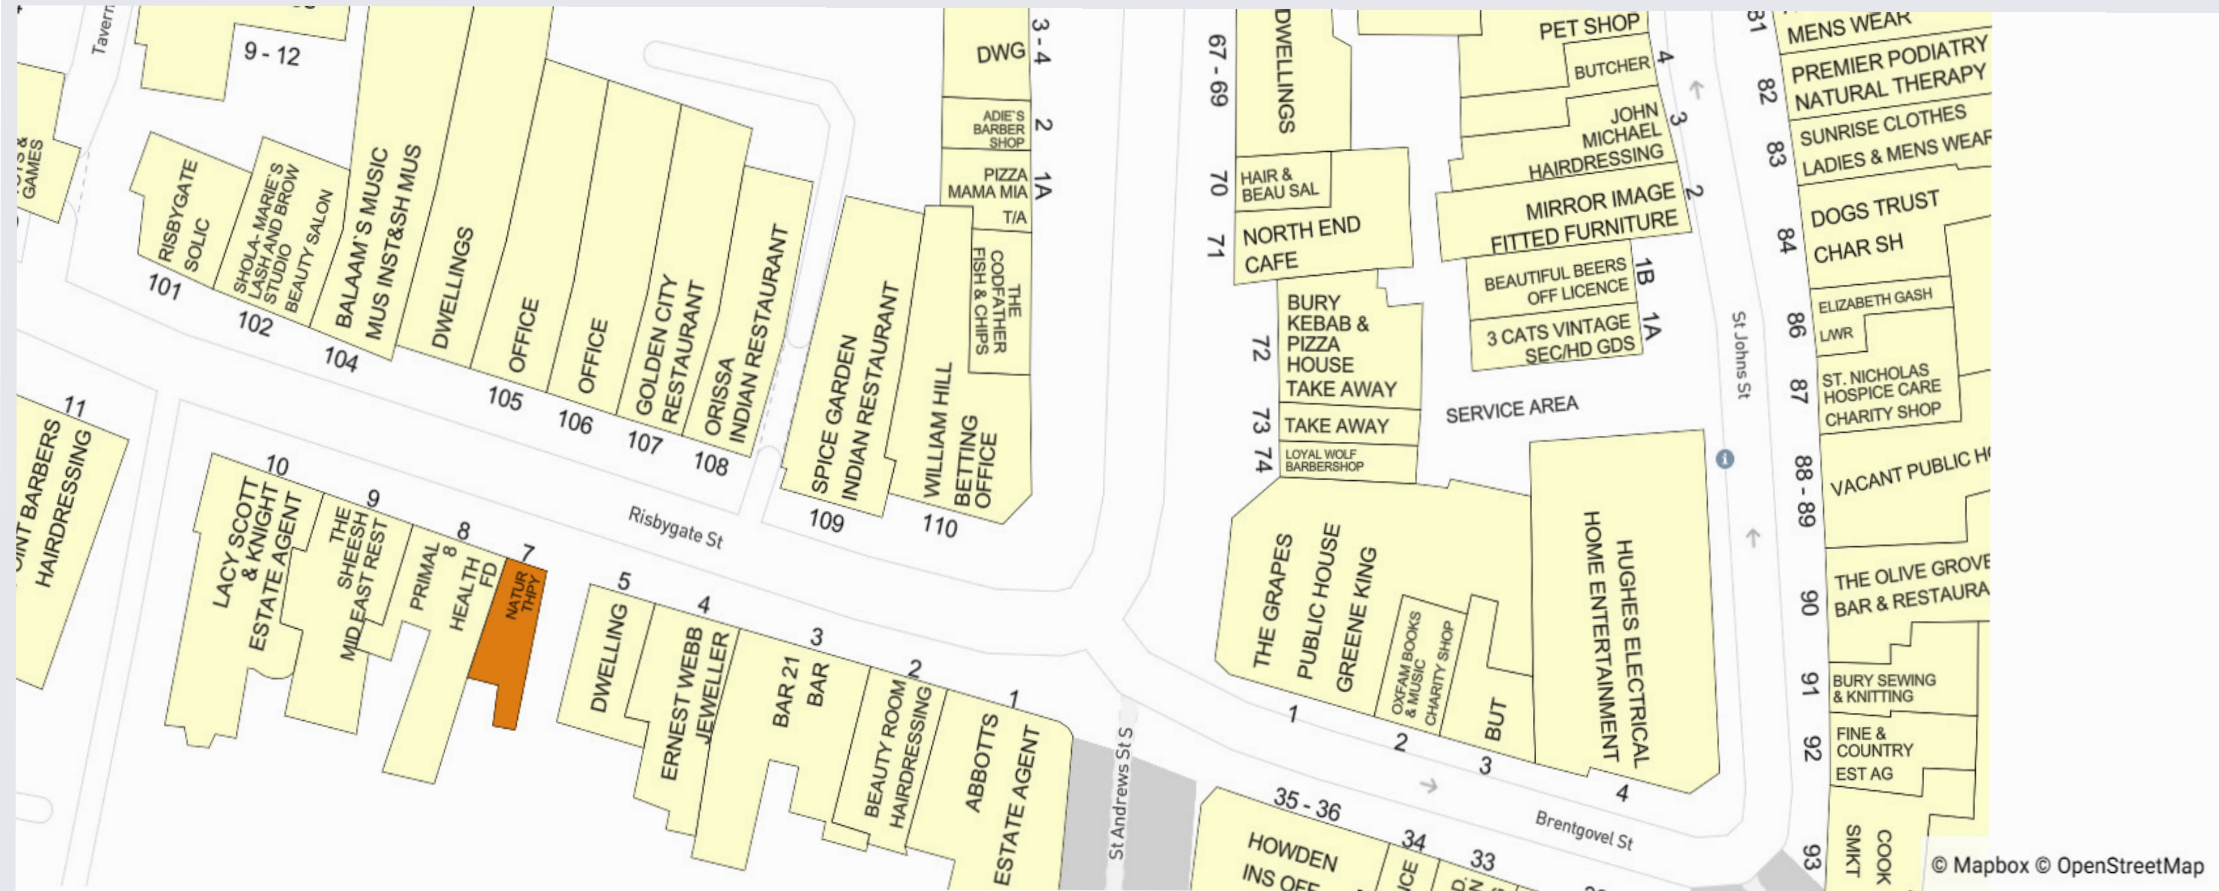 Tavern
9 - 12
GAMES
RISBYGATE
SOLIC
101
SHOLA- MARIE`S
LASH AND BROW
STUDIO
BEAUTY SALON
102
BALAAM`S MUSIC
MUS INST&SH MUS
104
DWELLINGS
OFFICE
105
OFFICE
106
GOLDEN CITY
RESTAURANT
107
ORISSA
INDIAN RESTAURANT
108
SPICE GARDEN
INDIAN RESTAURANT
109
WILLIAM HILL
BETTING
OFFICE
110
DWG
3 - 4
ADIE`S
BARBER
SHOP
2
PIZZA
MAMA MIA
T/A
1A
THE
CODFATHER
FISH & CHIPS
67 - 69
DWELLINGS
70
HAIR &
BEAU SAL
71
NORTH END
CAFE
72
BURY
KEBAB &
PIZZA
HOUSE
TAKE AWAY
73
TAKE AWAY
74
LOYAL WOLF
BARBERSHOP
PET SHOP
BUTCHER
4
JOHN
MICHAEL
HAIRDRESSING
3
MIRROR IMAGE
FITTED FURNITURE
2
BEAUTIFUL BEERS
OFF LICENCE
1B
3 CATS VINTAGE
SEC/HD GDS
1A
SERVICE AREA
St Johns St
81
MENS WEAR
82
PREMIER PODIATRY
NATURAL THERAPY
83
SUNRISE CLOTHES
LADIES & MENS WEAR
84
DOGS TRUST
CHAR SH
86
ELIZABETH GASH
L/WR
87
ST. NICHOLAS
HOSPICE CARE
CHARITY SHOP
88 - 89
VACANT PUBLIC
90
THE OLIVE GROVE
BAR &
91
BURY SEWING
& KNITTING
92
FINE &
COUNTRY
EST AG
93
COOK
SMKT
11
BARBERS
HAIRDRESSING
10
LACY SCOTT
& KNIGHT
ESTATE AGENT
9
THE
SHEESH
MID EAST REST
8
PRIMAL
8
HEALTH
FD
7
NATUR
THPY
Risbygate St
5
DWELLING
4
ERNEST WEBB
JEWELLER
3
BAR 21
BAR
2
BEAUTY ROOM
HAIRDRESSING
1
ABBOTTS
ESTATE AGENT
St Andrews St S
THE GRAPES
PUBLIC HOUSE
GREENE KING
1
OXFAM BOOKS
& MUSIC
CHARITY SHOP
2
BUT
3
HUGHES ELECTRICAL
HOME ENTERTAINMENT
4
Brentgovel St
35 - 36
HOWDEN
INS OFF
34
33
© Mapbox © OpenStreetMap